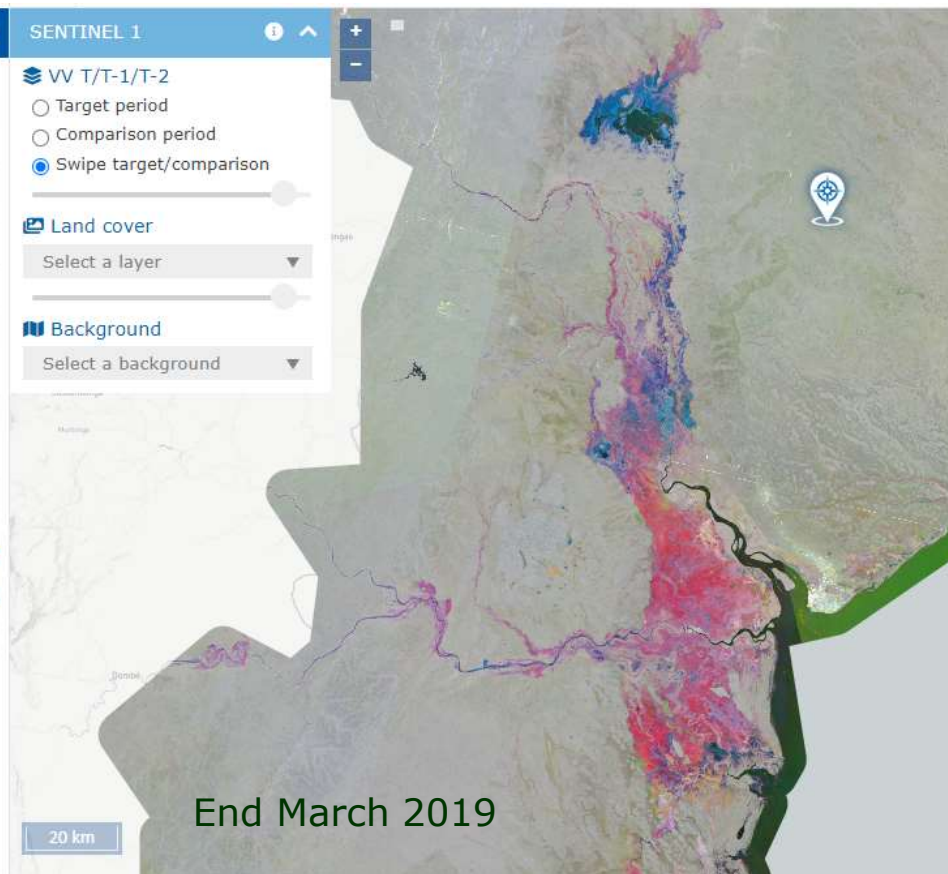 SENTINEL 1
VV T/T-1/T-2
Target period
Comparison period
Swipe target/comparison
Land cover
Select a layer
Background
Select a background
+
−
Dombé
End March 2019
20 km